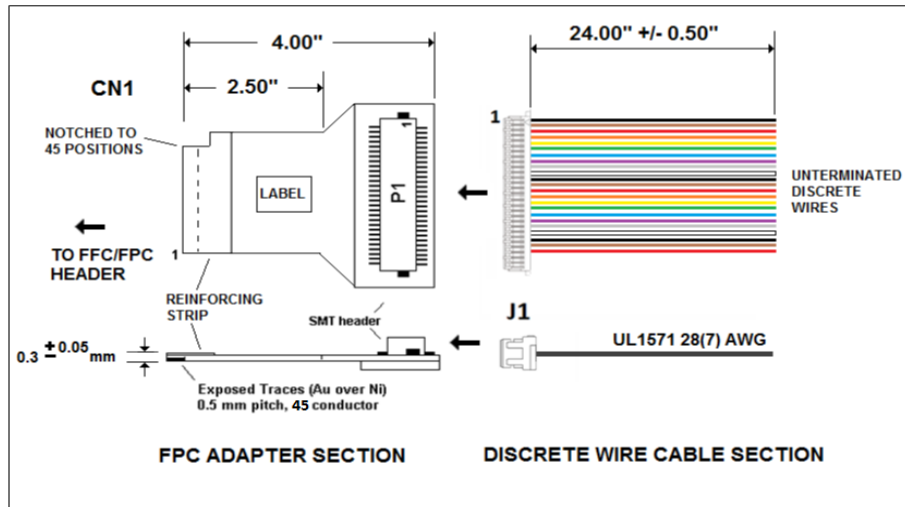 4.00"
24.00" +/- 0.50"
CN1
2.50"
NOTCHED TO
45 POSITIONS
1
1
LABEL
P1
UNTERMINATED
DISCRETE
WIRES
TO FFC/FPC
HEADER
1
REINFORCING
STRIP
SMT header
J1
0.3 ± 0.05 mm
UL1571 28(7) AWG
Exposed Traces (Au over Ni)
0.5 mm pitch, 45 conductor
FPC ADAPTER SECTION
DISCRETE WIRE CABLE SECTION